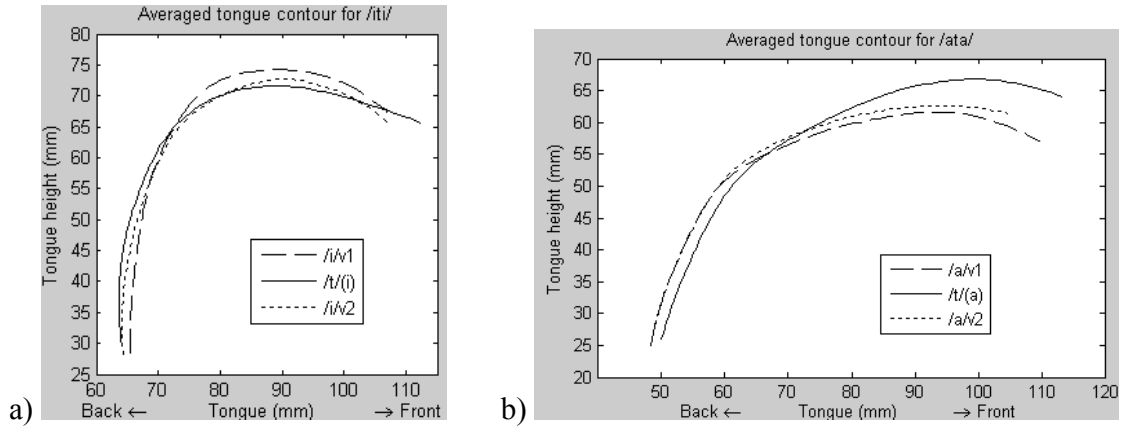 Averaged tongue contour for /iti/
Tongue height (mm)
80
75
70
65
60
55
50
45
40
35
30
25
/i/v1
/t/(i)
/i/v2
60 70 80 90 100 110
Back ← Tongue (mm) → Front
a)
Averaged tongue contour for /ata/
Tongue height (mm)
70
65
60
55
50
45
40
35
30
25
20
/a/v1
/t/(a)
/a/v2
50 60 70 80 90 100 110 120
Back ← Tongue (mm) → Front
b)